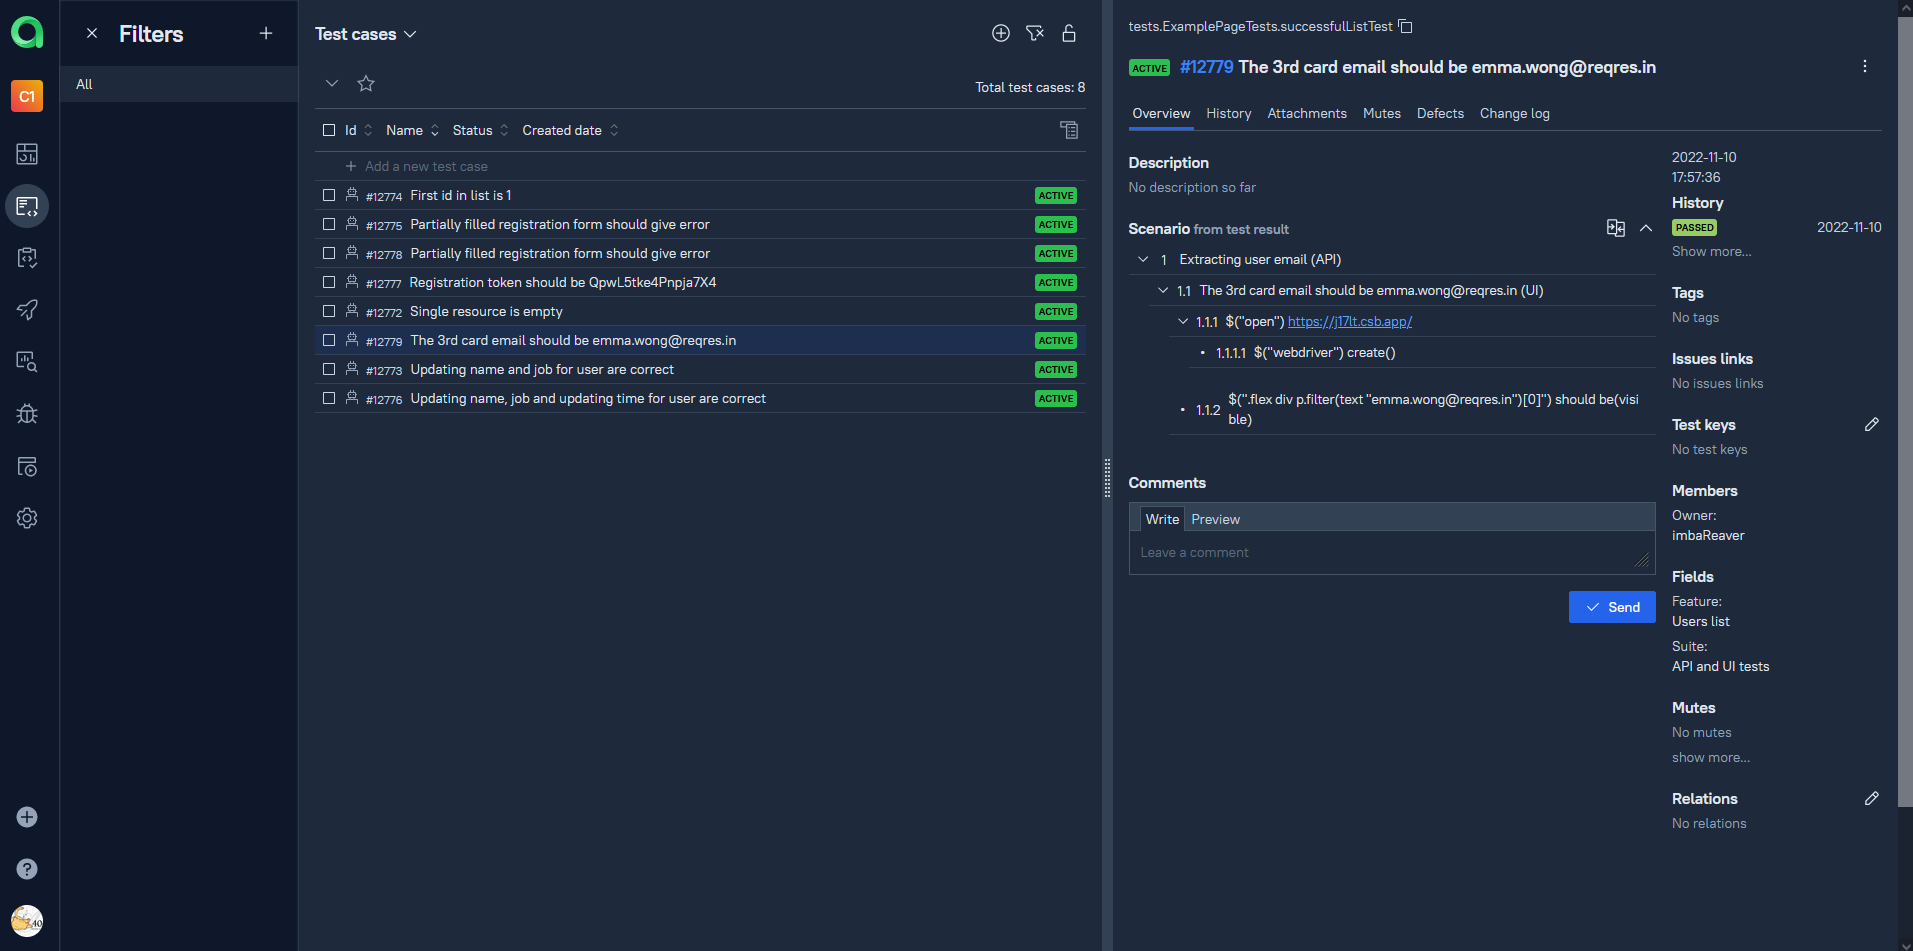 C1
Filters
All
Test cases
Total test cases: 8
Id Name Status Created date
Add a new test case
#12774 First id in list is 1 ACTIVE
#12775 Partially filled registration form should give error ACTIVE
#12778 Partially filled registration form should give error ACTIVE
#12777 Registration token should be QpwL5tke4Pnpja7X4 ACTIVE
#12772 Single resource is empty ACTIVE
#12779 The 3rd card email should be emma.wong@reqres.in ACTIVE
#12773 Updating name and job for user are correct ACTIVE
#12776 Updating name, job and updating time for user are correct ACTIVE
tests.ExamplePageTests.successfulListTest
ACTIVE #12779 The 3rd card email should be emma.wong@reqres.in
Overview History Attachments Mutes Defects Change log
Description
No description so far
Scenario from test result
1 Extracting user email (API)
1.1 The 3rd card email should be emma.wong@reqres.in (UI)
1.1.1 $("open") https://j17lt.csb.app/
1.1.1.1 $("webdriver") create()
1.1.2 $(".flex div p.filter(text "emma.wong@reqres.in")[0]") should be(visi
ble)
Comments
Write Preview
Leave a comment
Send
2022-11-10
17:57:36
History
PASSED 2022-11-10
Show more...
Tags
No tags
Issues links
No issues links
Test keys
No test keys
Members
Owner:
imbaReaver
Fields
Feature:
Users list
Suite:
API and UI tests
Mutes
No mutes
show more...
Relations
No relations